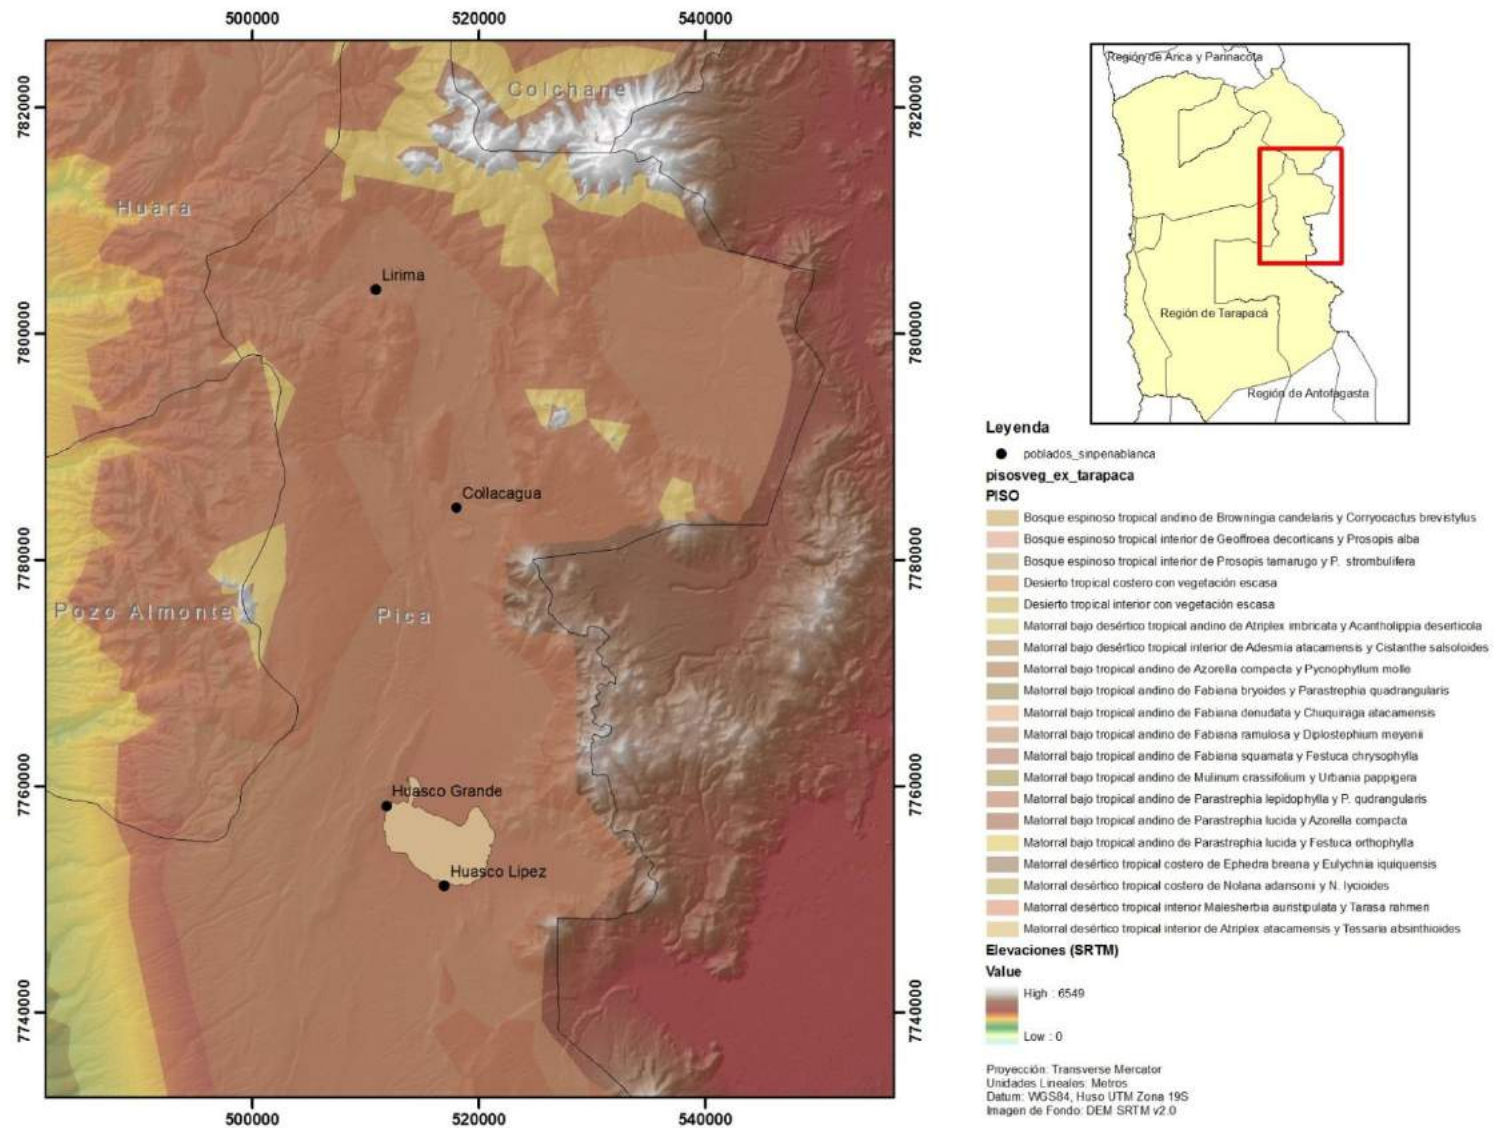 500000
520000
540000
7820000
7820000
Colchane
Huara
Lirima
7800000
7800000
Collacagua
7780000
7780000
Pozo Almonte
Pica
7760000
7760000
Huasco Grande
Huasco Lipez
7740000
7740000
500000
520000
540000
Región de Arica y Parinacota
Región de Tarapacá
Región de Antofagasta
Leyenda
poblados_sinpenablanca
pisosveg_ex_tarapaca
PISO
Bosque espinoso tropical andino de Browningia candelaris y Corryocactus brevistylus
Bosque espinoso tropical interior de Geoffroea decorticans y Prosopis alba
Bosque espinoso tropical interior de Prosopis tamarugo y P. strombulifera
Desierto tropical costero con vegetación escasa
Desierto tropical interior con vegetación escasa
Matorral bajo desértico tropical andino de Atriplex imbricata y Acantholippia deserticola
Matorral bajo desértico tropical interior de Adesmia atacamensis y Cistanthe salsoloides
Matorral bajo tropical andino de Azorella compacta y Pycnophyllum molle
Matorral bajo tropical andino de Fabiana bryoides y Parastrephia quadrangularis
Matorral bajo tropical andino de Fabiana denudata y Chuquiraga atacamensis
Matorral bajo tropical andino de Fabiana ramulosa y Diplostephium meyenii
Matorral bajo tropical andino de Fabiana squamata y Festuca chrysophylla
Matorral bajo tropical andino de Mulinum crassifolium y Urbania pappigera
Matorral bajo tropical andino de Parastrephia lepidophylla y P. qudrangularis
Matorral bajo tropical andino de Parastrephia lucida y Azorella compacta
Matorral bajo tropical andino de Parastrephia lucida y Festuca orthophylla
Matorral desértico tropical costero de Ephedra breana y Eulychnia iquiquensis
Matorral desértico tropical costero de Nolana adansonii y N. lycioides
Matorral desértico tropical interior Malesherbia auristipulata y Tarasa rahmeri
Matorral desértico tropical interior de Atriplex atacamensis y Tessaria absinthioides
Elevaciones (SRTM)
Value
High : 6549
Low : 0
Proyección: Transverse Mercator
Unidades Lineales: Metros
Datum: WGS84, Huso UTM Zona 19S
Imagen de Fondo: DEM SRTM v2.0